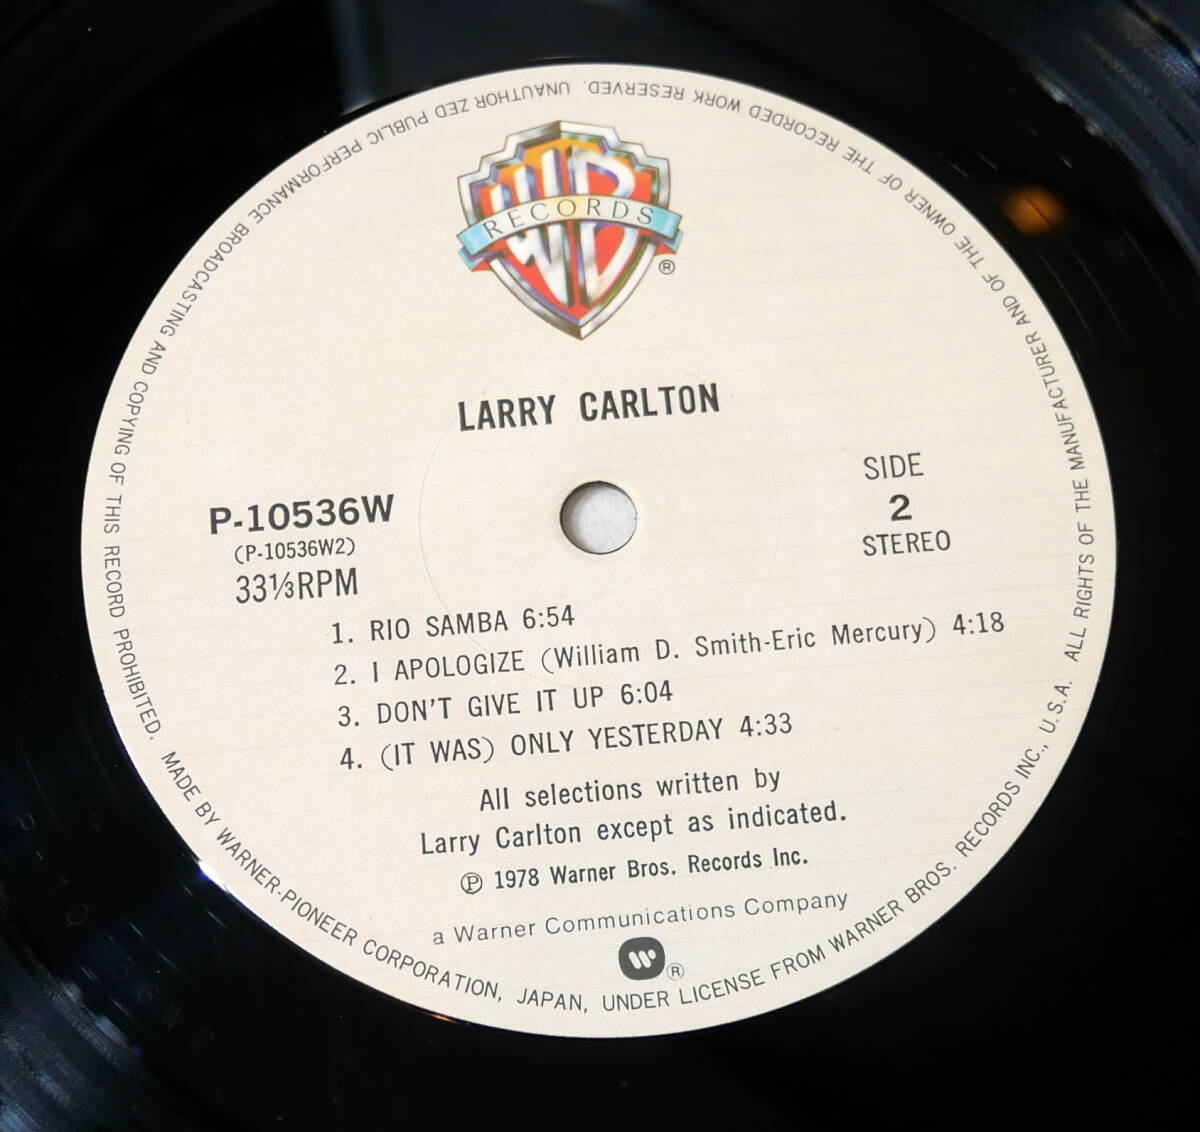 WB
RECORDS
®
LARRY CARLTON
P-10536W
(P-10536W2)
33⅓RPM
SIDE
2
STEREO
1. RIO SAMBA 6:54
2. I APOLOGIZE (William D. Smith-Eric Mercury) 4:18
3. DON'T GIVE IT UP 6:04
4. (IT WAS) ONLY YESTERDAY 4:33
All selections written by
Larry Carlton except as indicated.
℗ 1978 Warner Bros. Records Inc.
a Warner Communications Company
W ®
MADE BY WARNER-PIONEER CORPORATION, JAPAN, UNDER LICENSE FROM WARNER BROS. RECORDS INC., U.S.A. ALL RIGHTS OF THE MANUFACTURER AND OF THE OWNER OF THE RECORDED WORK RESERVED. UNAUTHOR ZED PUBLIC PERFORMANCE BROADCASTING AND COPYING OF THIS RECORD PROHIBITED.